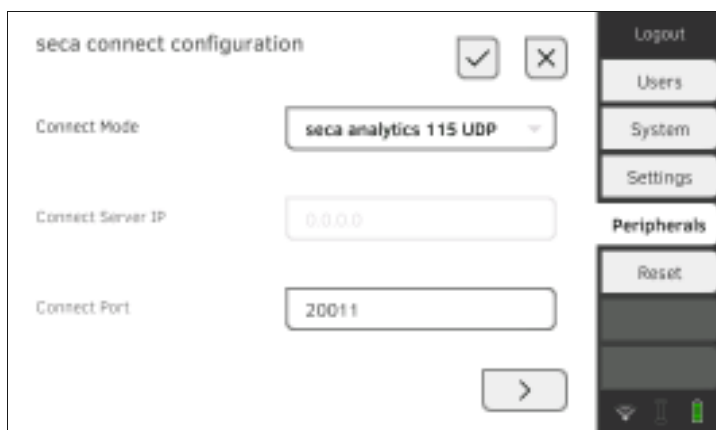 seca connect configuration
Connect Mode
seca analytics 115 UDP
Connect Server IP
0.0.0.0
Connect Port
20011
>
Logout
Users
System
Settings
Peripherals
Reset